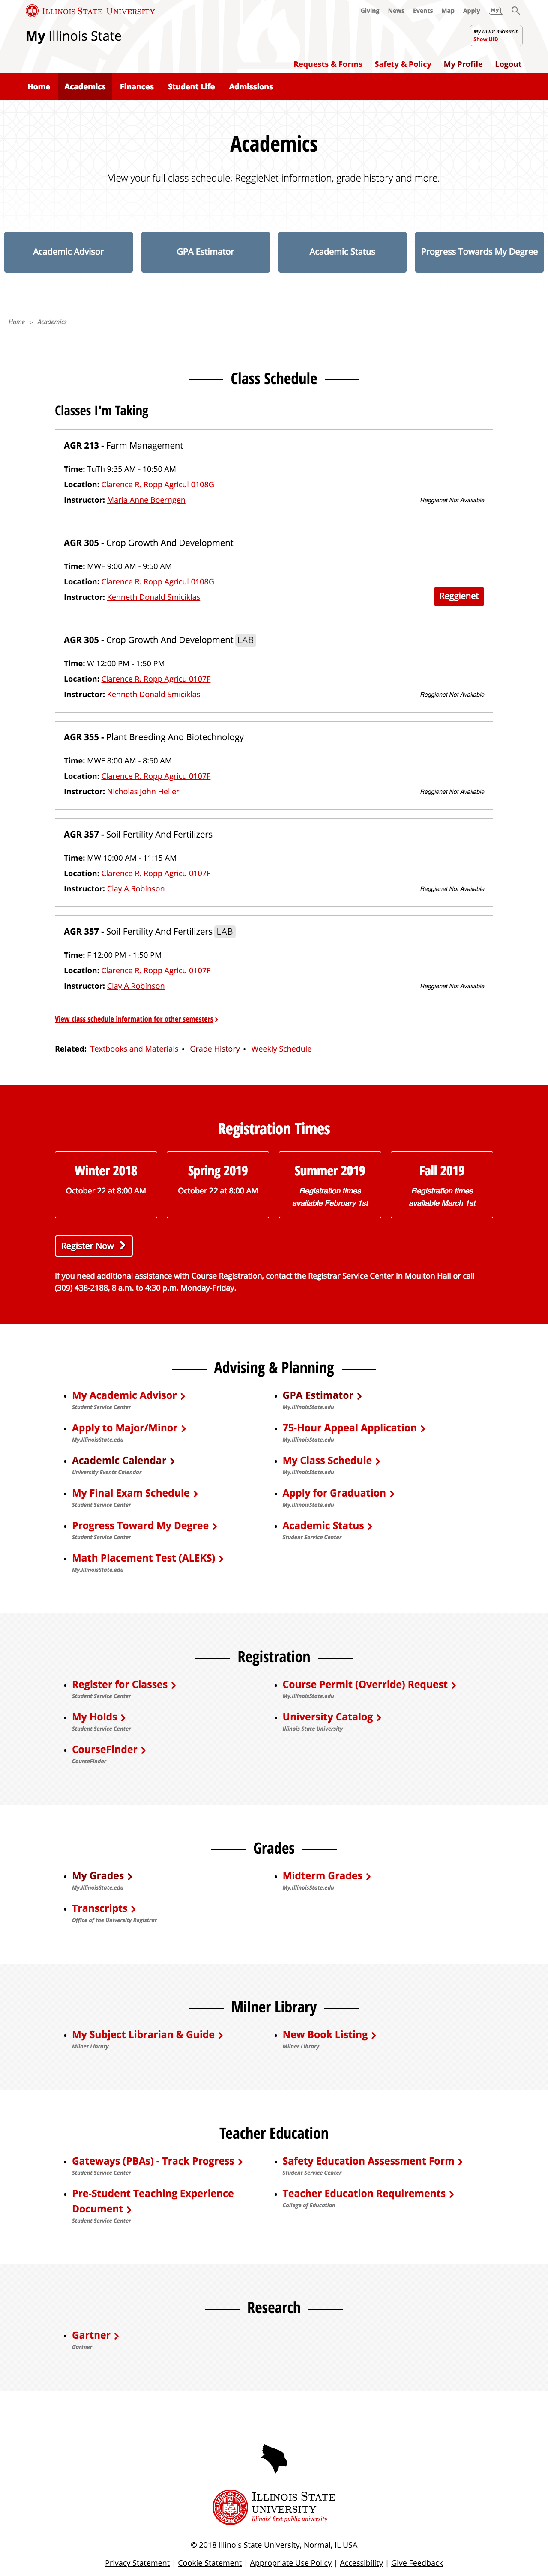 Illinois State University
Giving News Events Map Apply My
My Illinois State
My ULID: mkmacin
Show UID
Requests & Forms Safety & Policy My Profile Logout
Home Academics Finances Student Life Admissions
Academics
View your full class schedule, ReggieNet information, grade history and more.
Academic Advisor GPA Estimator Academic Status Progress Towards My Degree
Home > Academics
Class Schedule
Classes I'm Taking
AGR 213 - Farm Management
Time: TuTh 9:35 AM - 10:50 AM
Location: Clarence R. Ropp Agricul 0108G
Instructor: Maria Anne Boerngen Reggienet Not Available
AGR 305 - Crop Growth And Development
Time: MWF 9:00 AM - 9:50 AM
Location: Clarence R. Ropp Agricul 0108G
Instructor: Kenneth Donald Smiciklas Reggienet
AGR 305 - Crop Growth And Development LAB
Time: W 12:00 PM - 1:50 PM
Location: Clarence R. Ropp Agricu 0107F
Instructor: Kenneth Donald Smiciklas Reggienet Not Available
AGR 355 - Plant Breeding And Biotechnology
Time: MWF 8:00 AM - 8:50 AM
Location: Clarence R. Ropp Agricu 0107F
Instructor: Nicholas John Heller Reggienet Not Available
AGR 357 - Soil Fertility And Fertilizers
Time: MW 10:00 AM - 11:15 AM
Location: Clarence R. Ropp Agricu 0107F
Instructor: Clay A Robinson Reggienet Not Available
AGR 357 - Soil Fertility And Fertilizers LAB
Time: F 12:00 PM - 1:50 PM
Location: Clarence R. Ropp Agricu 0107F
Instructor: Clay A Robinson Reggienet Not Available
View class schedule information for other semesters
Related: Textbooks and Materials • Grade History • Weekly Schedule
Registration Times
Winter 2018
October 22 at 8:00 AM
Spring 2019
October 22 at 8:00 AM
Summer 2019
Registration times
available February 1st
Fall 2019
Registration times
available March 1st
Register Now
If you need additional assistance with Course Registration, contact the Registrar Service Center in Moulton Hall or call
(309) 438-2188, 8 a.m. to 4:30 p.m. Monday-Friday.
Advising & Planning
My Academic Advisor
Student Service Center
GPA Estimator
My.IllinoisState.edu
Apply to Major/Minor
My.IllinoisState.edu
75-Hour Appeal Application
My.IllinoisState.edu
Academic Calendar
University Events Calendar
My Class Schedule
My.IllinoisState.edu
My Final Exam Schedule
Student Service Center
Apply for Graduation
My.IllinoisState.edu
Progress Toward My Degree
Student Service Center
Academic Status
Student Service Center
Math Placement Test (ALEKS)
My.IllinoisState.edu
Registration
Register for Classes
Student Service Center
Course Permit (Override) Request
My.IllinoisState.edu
My Holds
Student Service Center
University Catalog
Illinois State University
CourseFinder
CourseFinder
Grades
My Grades
My.IllinoisState.edu
Midterm Grades
My.IllinoisState.edu
Transcripts
Office of the University Registrar
Milner Library
My Subject Librarian & Guide
Milner Library
New Book Listing
Milner Library
Teacher Education
Gateways (PBAs) - Track Progress
Student Service Center
Safety Education Assessment Form
Student Service Center
Pre-Student Teaching Experience
Document
Student Service Center
Teacher Education Requirements
College of Education
Research
Gartner
Gartner
Illinois State
University
Illinois' first public university
© 2018 Illinois State University, Normal, IL USA
Privacy Statement | Cookie Statement | Appropriate Use Policy | Accessibility | Give Feedback